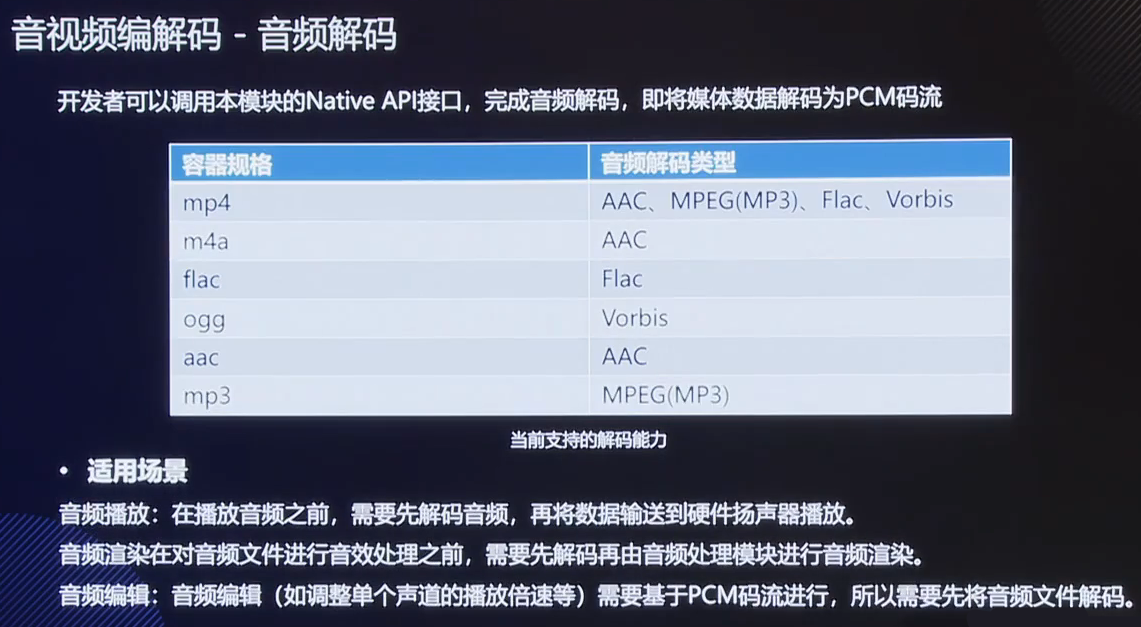 音视频编解码 - 音频解码
开发者可以调用本模块的Native API接口，完成音频解码，即将媒体数据解码为PCM码流
容器规格 音频解码类型
mp4 AAC、MPEG(MP3)、Flac、Vorbis
m4a AAC
flac Flac
ogg Vorbis
aac AAC
mp3 MPEG(MP3)
当前支持的解码能力
• 适用场景
音频播放：在播放音频之前，需要先解码音频，再将数据输送到硬件扬声器播放。
音频渲染在对音频文件进行音效处理之前，需要先解码再由音频处理模块进行音频渲染。
音频编辑：音频编辑（如调整单个声道的播放倍速等）需要基于PCM码流进行，所以需要先将音频文件解码。